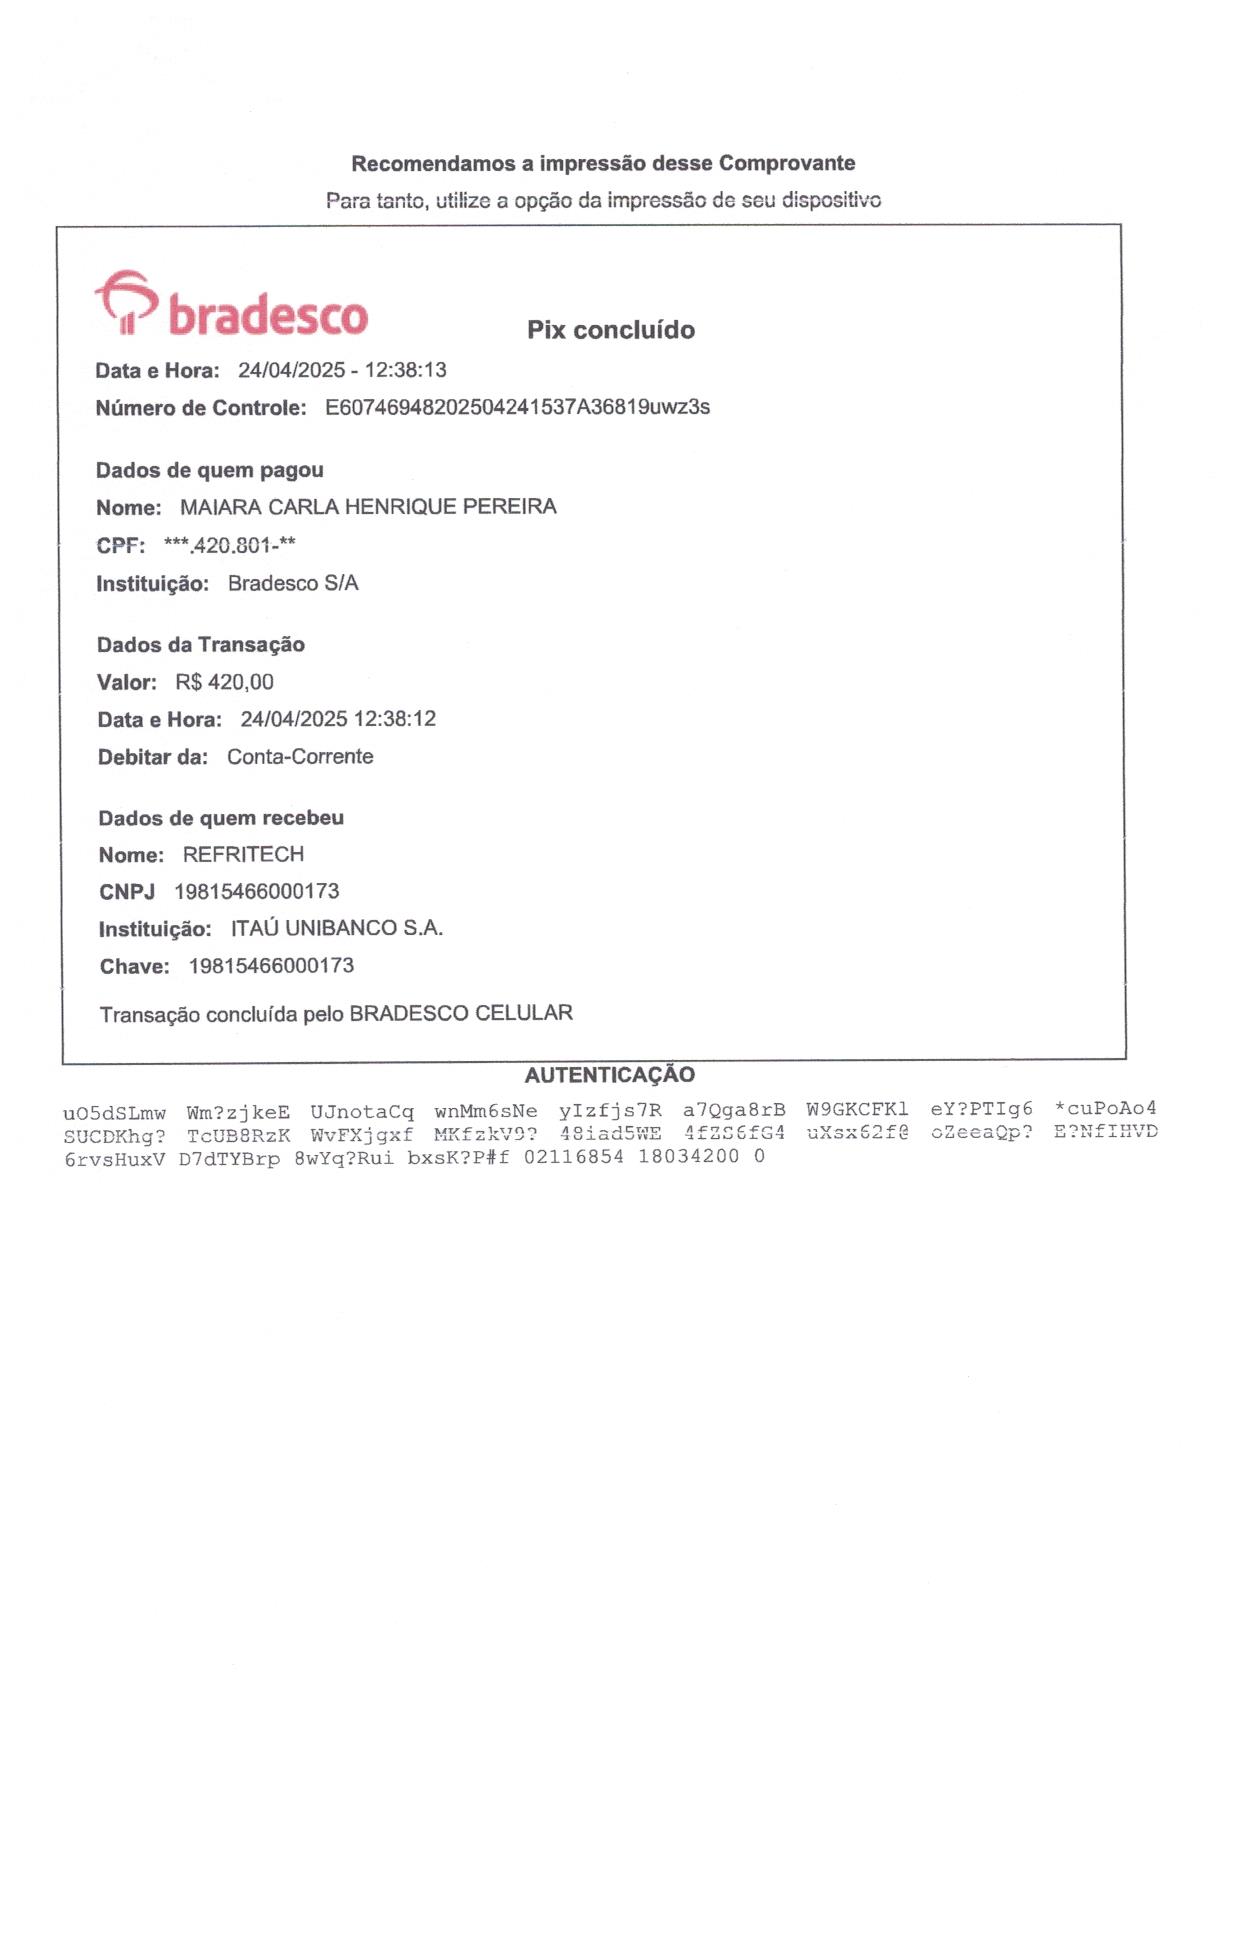 Recomendamos a impressão desse Comprovante
Para tanto, utilize a opção da impressão de seu dispositivo
bradesco
Pix concluído
Data e Hora: 24/04/2025 - 12:38:13
Número de Controle: E60746948202504241537A36819uwz3s
Dados de quem pagou
Nome: MAIARA CARLA HENRIQUE PEREIRA
CPF: ***.420.801-**
Instituição: Bradesco S/A
Dados da Transação
Valor: R$ 420,00
Data e Hora: 24/04/2025 12:38:12
Debitar da: Conta-Corrente
Dados de quem recebeu
Nome: REFRITECH
CNPJ 19815466000173
Instituição: ITAÚ UNIBANCO S.A.
Chave: 19815466000173
Transação concluída pelo BRADESCO CELULAR
AUTENTICAÇÃO
uO5dSLmw Wm?zjkeE UJnotaCq wnMm6sNe yIzfjs7R a7Qga8rB W9GKCFKl eY?PTIg6 *cuPoAo4
SUCDKhg? TcUB8RzK WvFXjgxf 48iad5WE uXsx62f@ oZeeaQp?
6rvsHuxV D7dTYBrp 8wYq?Rui bxsK?P#f 02116854 18034200 0